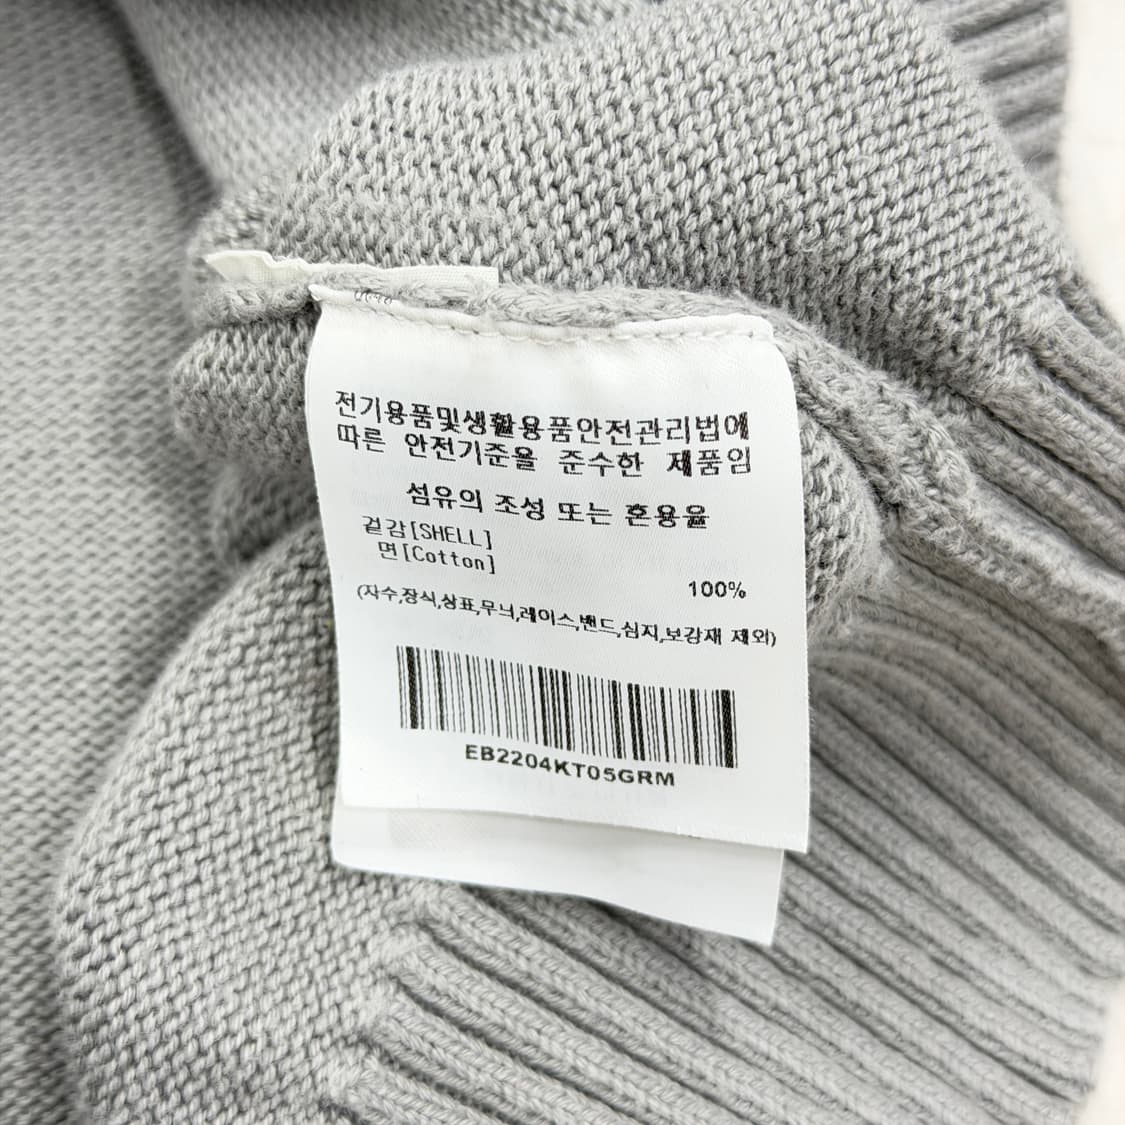 전기용품및생활용품안전관리법에
따른 안전기준을 준수한 제품임
섬유의 조성 또는 혼용율
겉감[SHELL]
면[Cotton]
100%
(자수,장식,상표,무늬,레이스,밴드,심지,보강재 제외)
EB2204KT05GRM